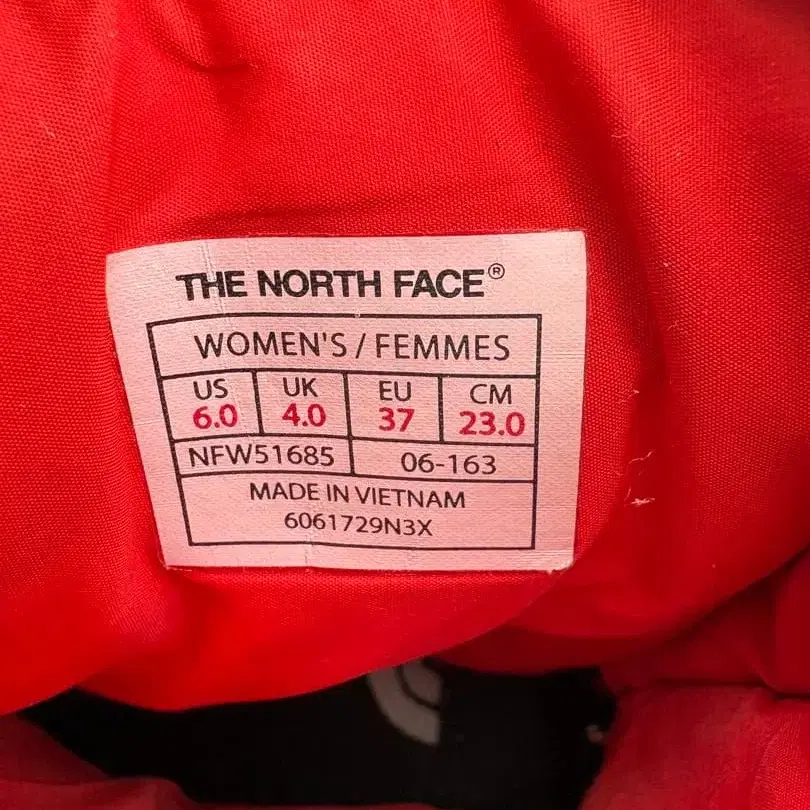 THE NORTH FACE®
WOMEN'S / FEMMES
US UK EU CM
6.0 4.0 37 23.0
NFW51685 06-163
MADE IN VIETNAM
6061729N3X